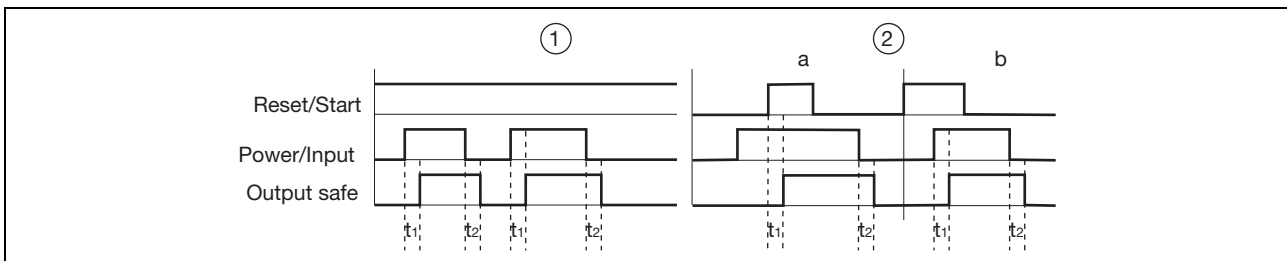 ① ②
a b
Reset/Start
Power/Input
Output safe
t1 t2 t1 t2 t1 t2 t1 t2